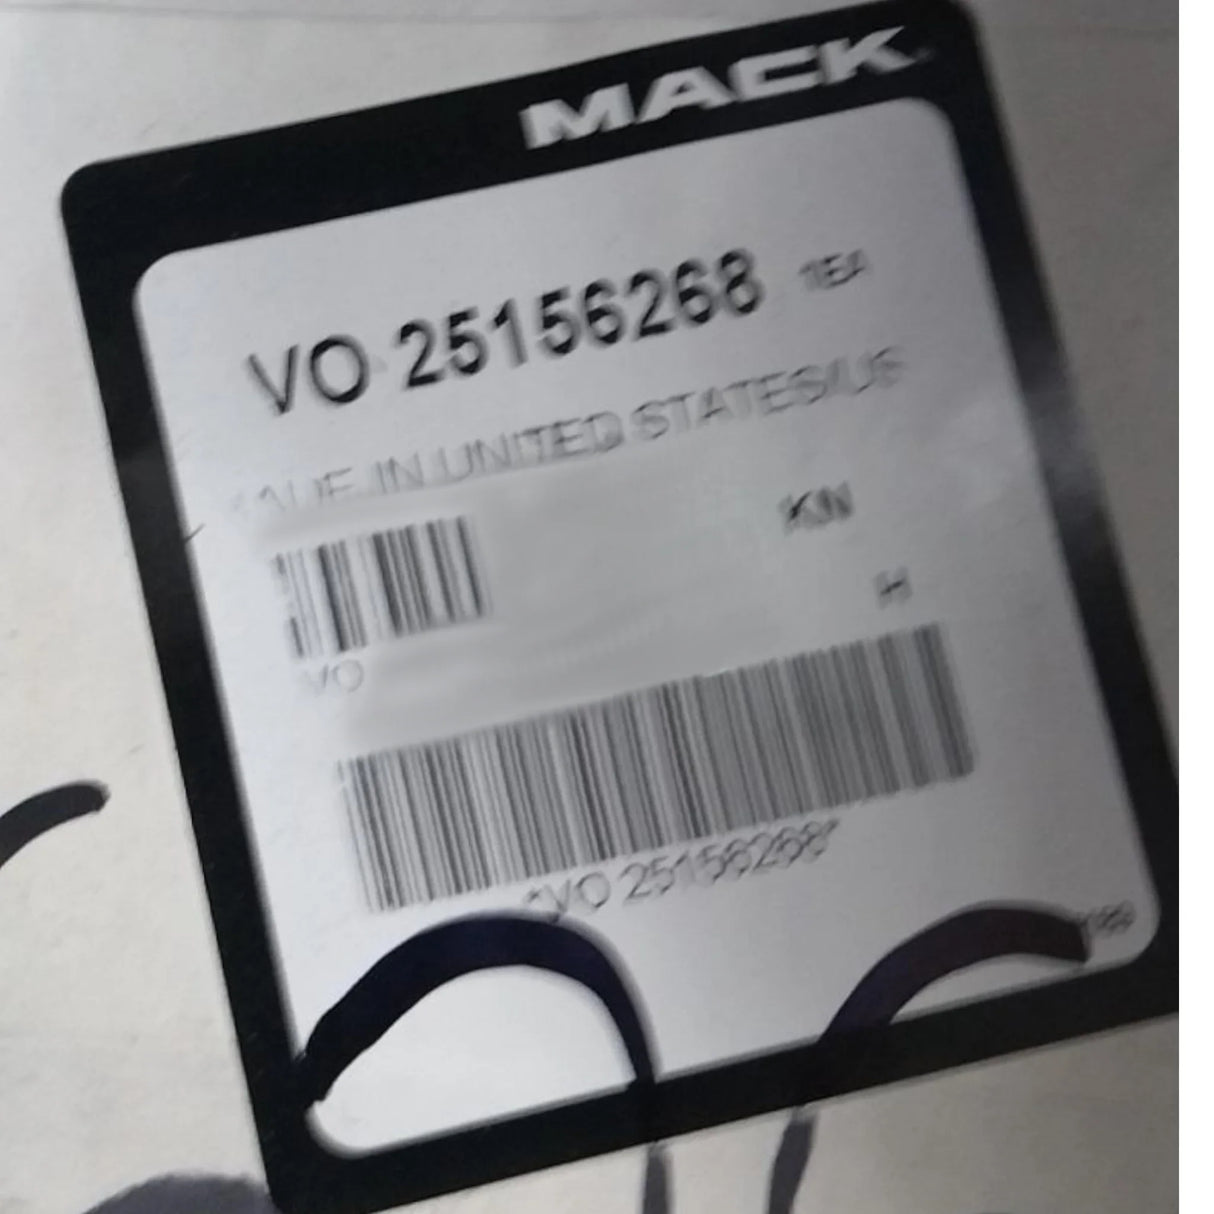 MACK
VO 25156268 1EA
MADE IN UNITED STATES/US
KN
H
VO
*VO 25156268*